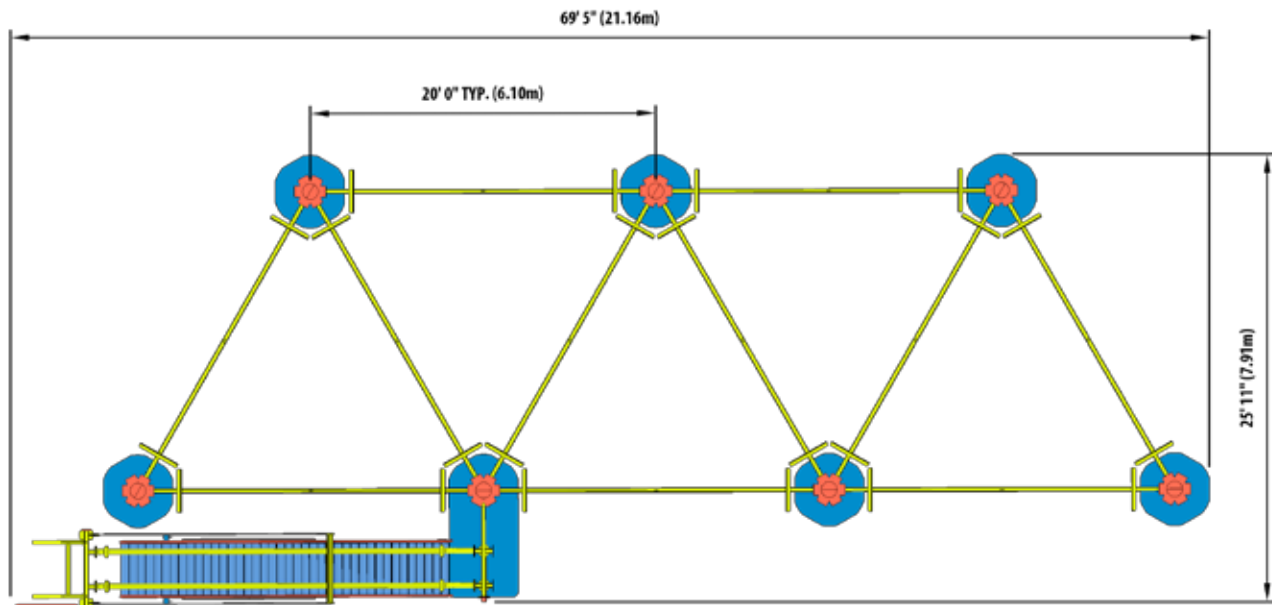 69' 5" (21.16m)
20' 0" TYP. (6.10m)
25' 11" (7.91m)